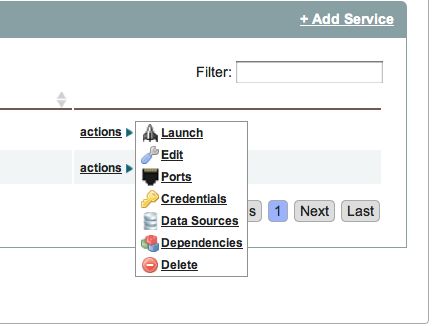 + Add Service
Filter:
actions
Launch
Edit
actions
Ports
Credentials
s 1 Next Last
Data Sources
Dependencies
Delete